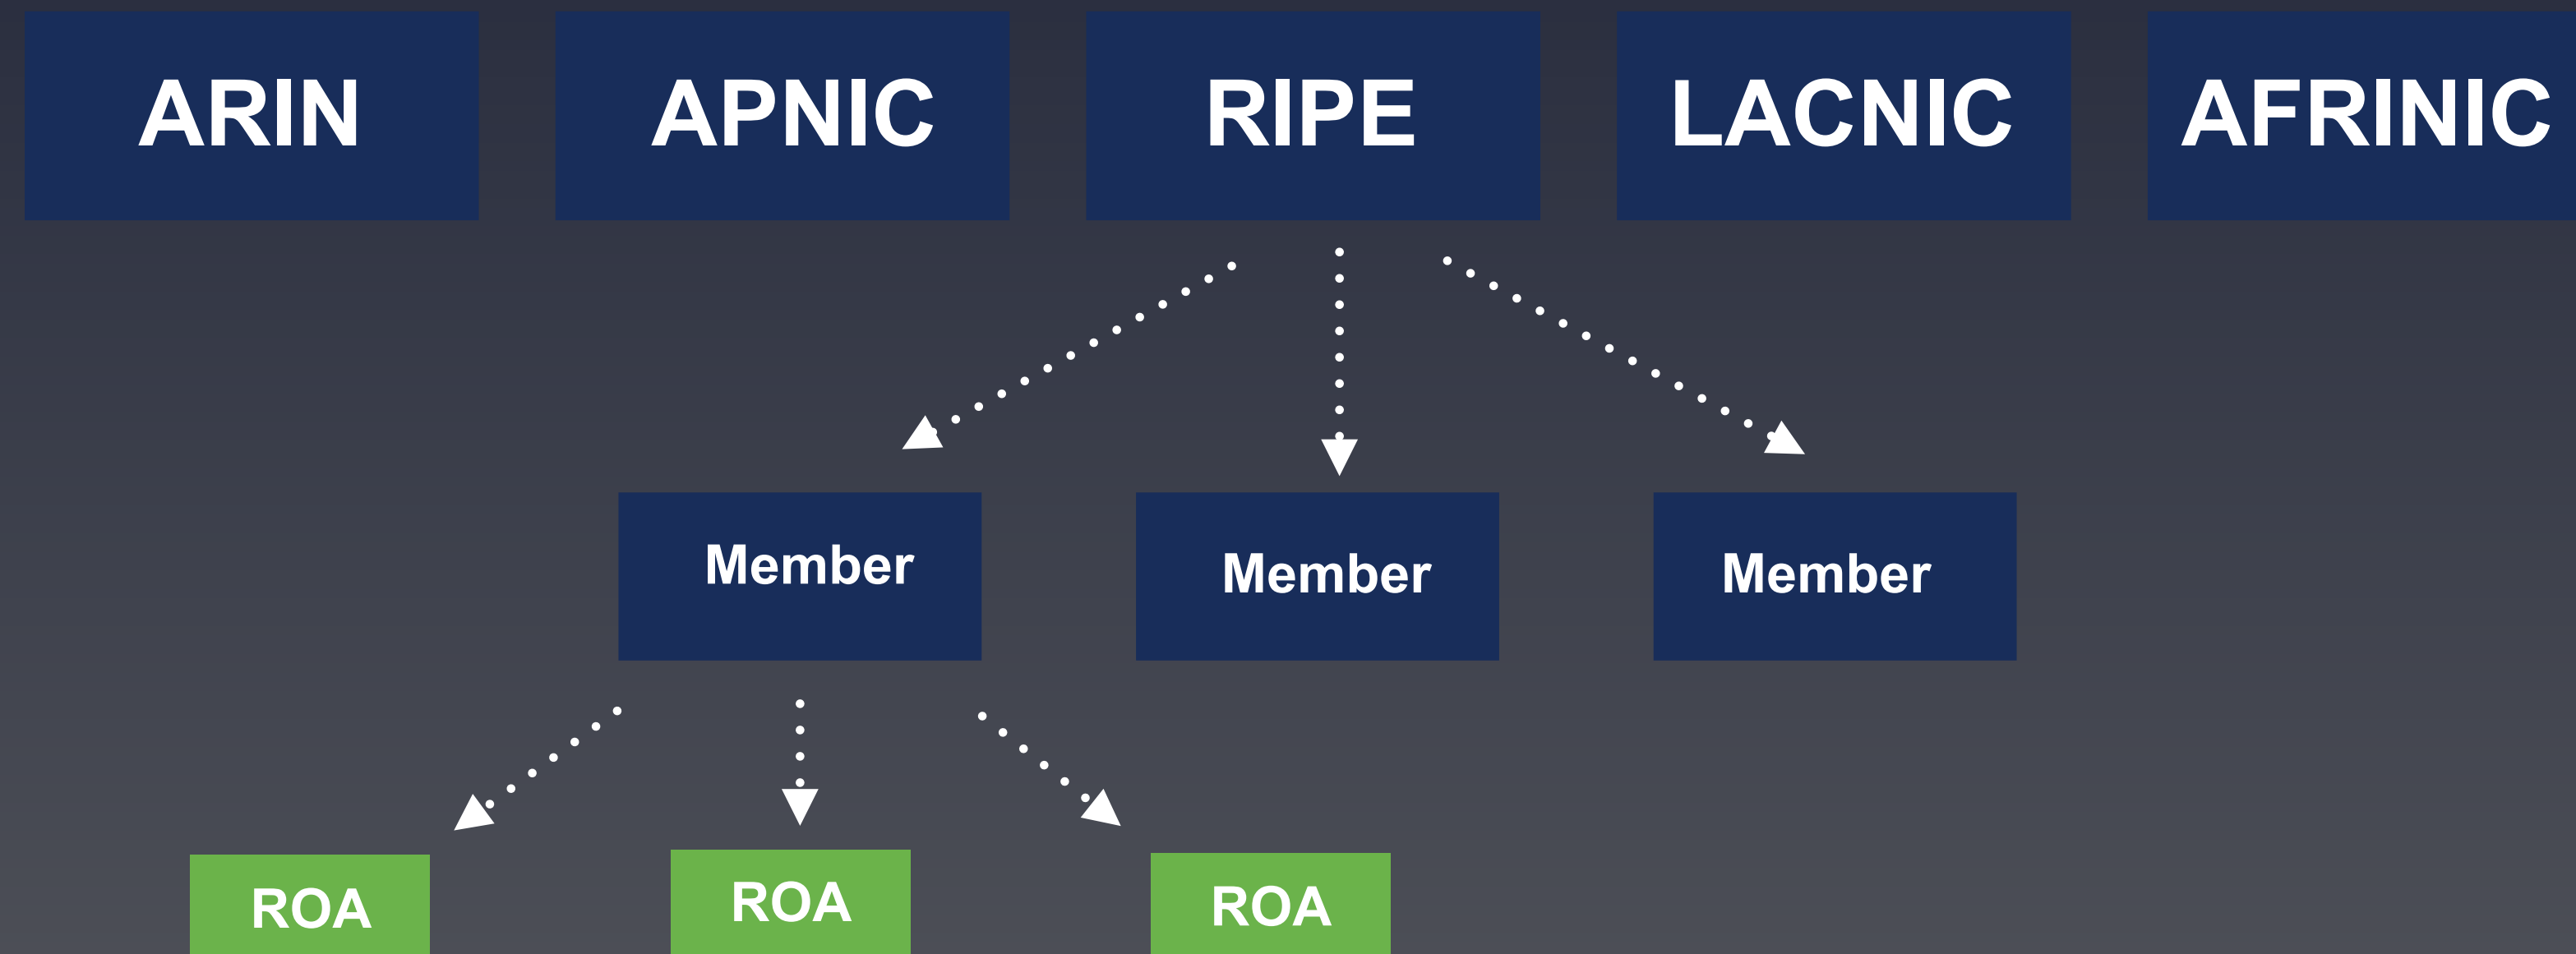 ARIN
APNIC
RIPE
LACNIC
AFRINIC
Member
Member
Member
ROA
ROA
ROA